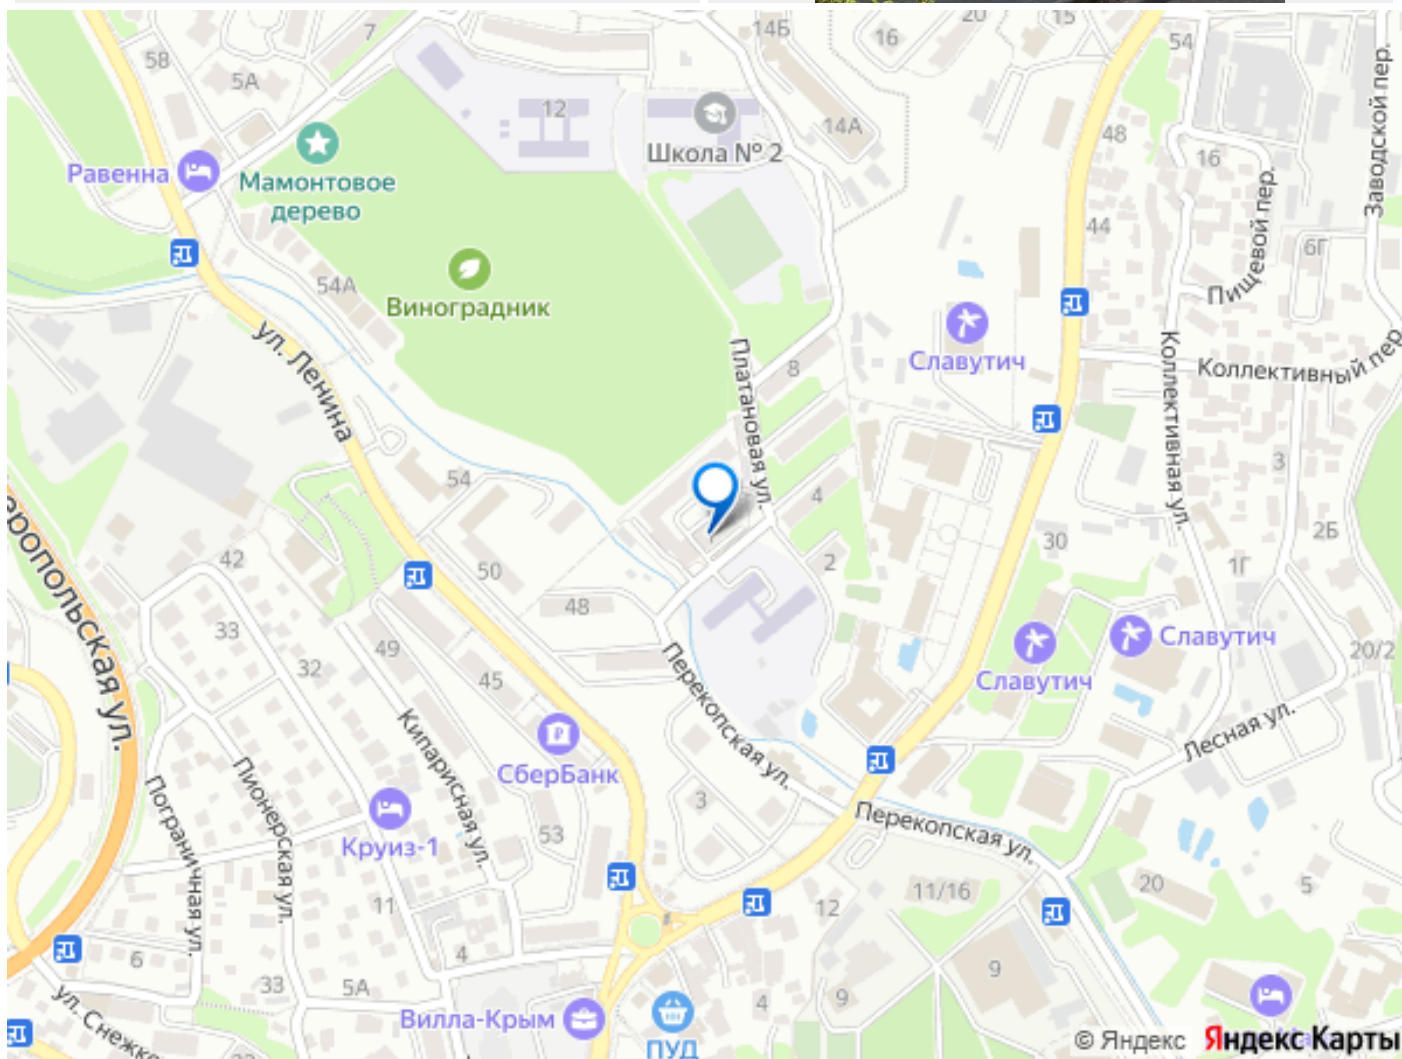 7
14Б
20
15
16
54
58
5А
12
14А
48
Заводской пер.
Школа № 2
16
Равенна
Мамонтовое
дерево
44
6Г
Пищевой пер.
54А
Виноградник
ул. Ленина
Платановая ул.
8
Славутич
Коллективный пер.
Коллективная ул.
54
4
3
2Б
30
1Г
42
50
2
48
33
32
49
45
Славутич
Славутич
20/2
Перекопская ул.
Лесная ул.
Кипарисная ул.
СберБанк
Пионерская ул.
Пограничная ул.
3
53
Круиз-1
Перекопская ул.
11
11/16
12
20
5
4
6
33
5А
9
9
4
ул. Снежко
Вилла-Крым
ПУД
© Яндекс Яндекс Карты